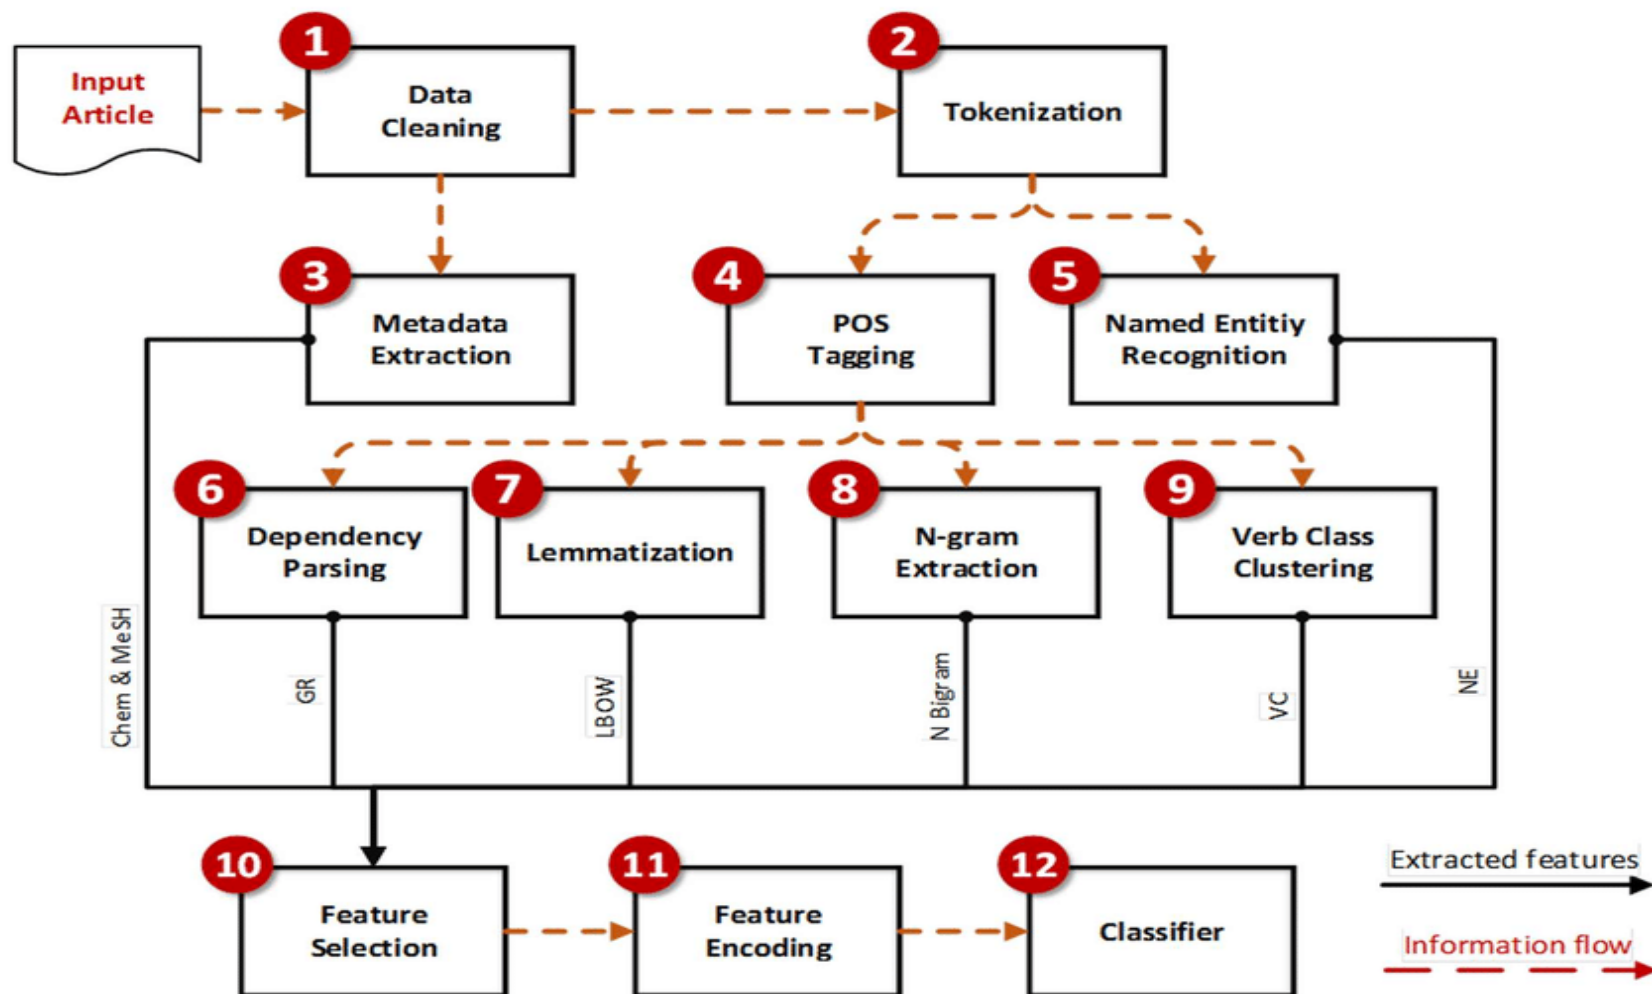 Input
Article
1
Data
Cleaning
2
Tokenization
3
Metadata
Extraction
4
POS
Tagging
5
Named Entitiy
Recognition
6
Dependency
Parsing
7
Lemmatization
8
N-gram
Extraction
9
Verb Class
Clustering
Chem & MeSH
GR
LBOW
N Bigram
VC
NE
10
Feature
Selection
11
Feature
Encoding
12
Classifier
Extracted features
Information flow